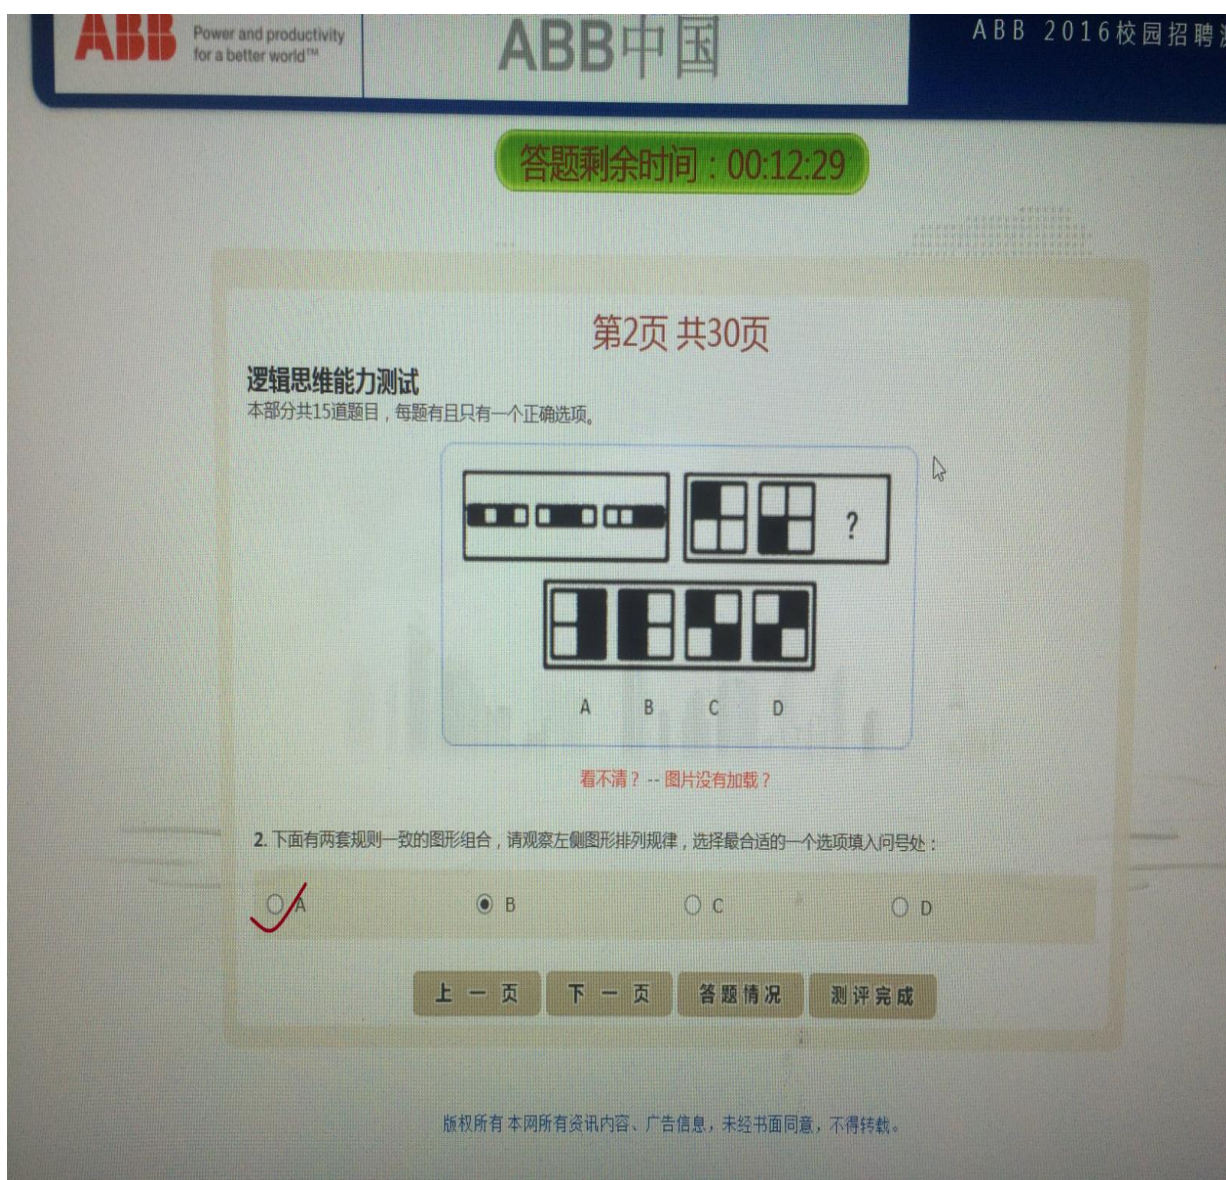 ABB
Power and productivity
for a better world™
ABB中国
ABB 2016校园招聘
答题剩余时间：00:12:29
第2页 共30页
逻辑思维能力测试
本部分共15道题目，每题有且只有一个正确选项。
?
A B C D
看不清？ -- 图片没有加载？
2. 下面有两套规则一致的图形组合，请观察左侧图形排列规律，选择最合适的一个选项填入问号处：
A B C D
上一页 下一页 答题情况 测评完成
版权所有 本网所有资讯内容、广告信息，未经书面同意，不得转载。